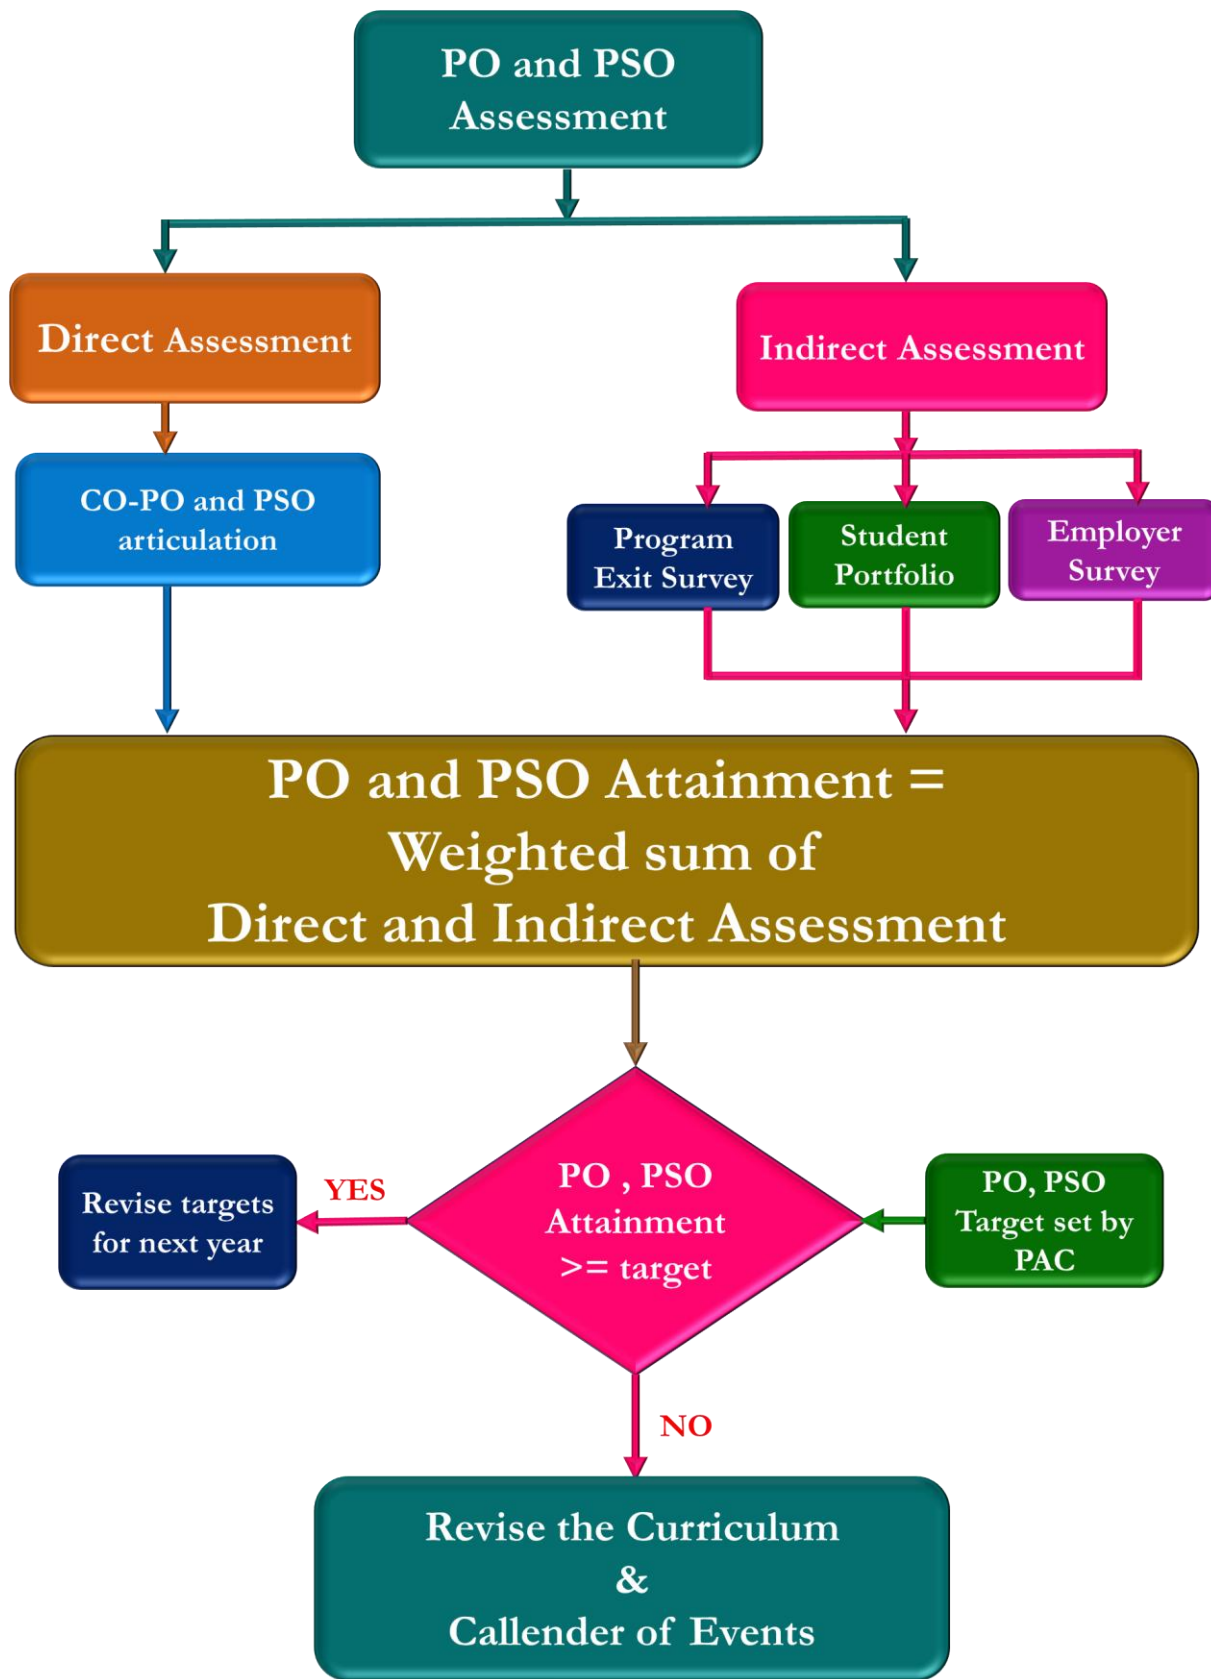 PO and PSO
Assessment
Direct Assessment
Indirect Assessment
CO-PO and PSO
articulation
Program
Exit Survey
Student
Portfolio
Employer
Survey
PO and PSO Attainment =
Weighted sum of
Direct and Indirect Assessment
Revise targets
for next year
YES
PO , PSO
Attainment
>= target
PO, PSO
Target set by
PAC
NO
Revise the Curriculum
&
Callender of Events